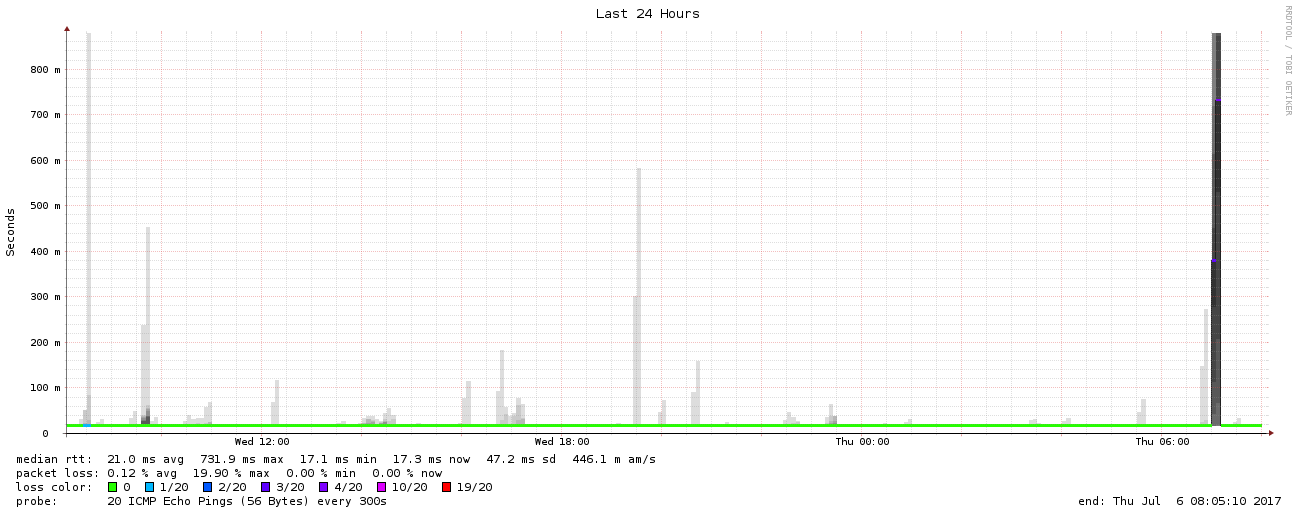 Last 24 Hours
RRDTOOL / TOBI OETIKER
Seconds
800 m
700 m
600 m
500 m
400 m
300 m
200 m
100 m
0
Wed 12:00 Wed 18:00 Thu 00:00 Thu 06:00
median rtt: 21.0 ms avg 731.9 ms max 17.1 ms min 17.3 ms now 47.2 ms sd 446.1 m am/s
packet loss: 0.12 % avg 19.90 % max 0.00 % min 0.00 % now
loss color: 0 1/20 2/20 3/20 4/20 10/20 19/20
probe: 20 ICMP Echo Pings (56 Bytes) every 300s end: Thu Jul 6 08:05:10 2017